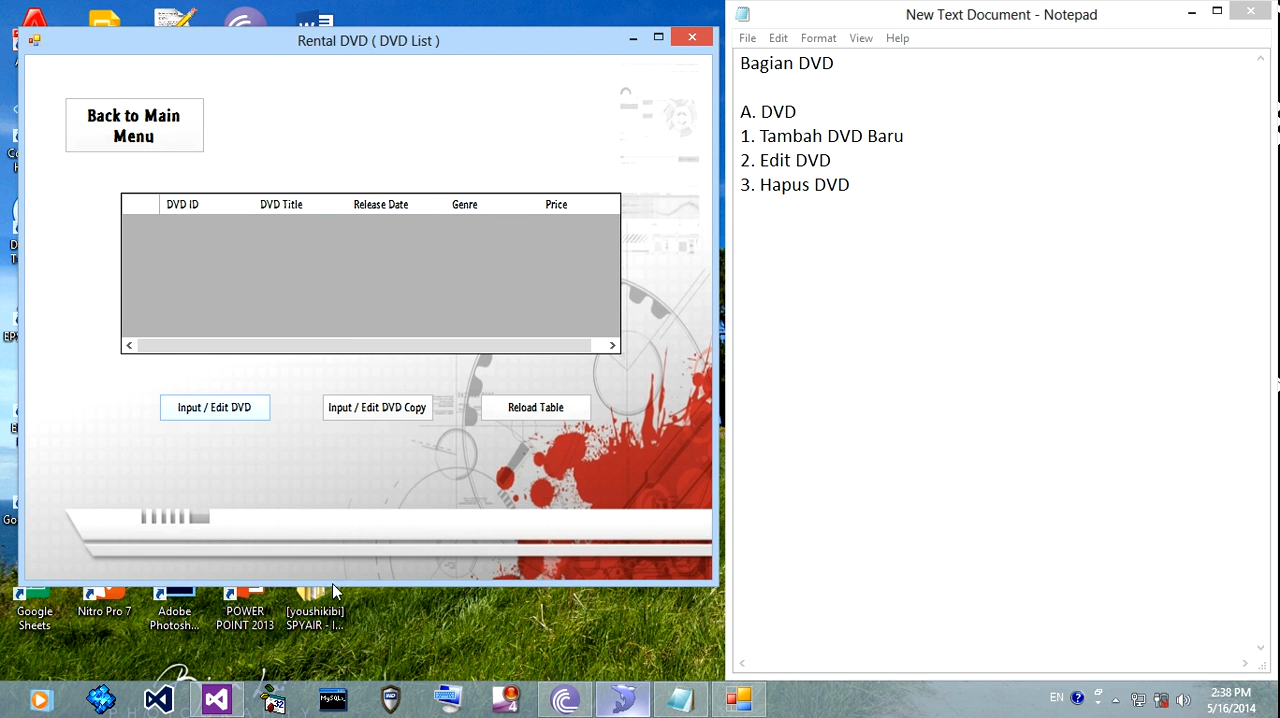 Rental DVD ( DVD List )
Back to Main
Menu
DVD ID DVD Title Release Date Genre Price
Input / Edit DVD Input / Edit DVD Copy Reload Table
New Text Document - Notepad
File Edit Format View Help
Bagian DVD
A. DVD
1. Tambah DVD Baru
2. Edit DVD
3. Hapus DVD
Google
Sheets
Nitro Pro 7
Adobe
Photosh...
POWER
POINT 2013
[youshikibi]
SPYAIR - I...
MySQL
32
4
EN
2:38 PM
5/16/2014